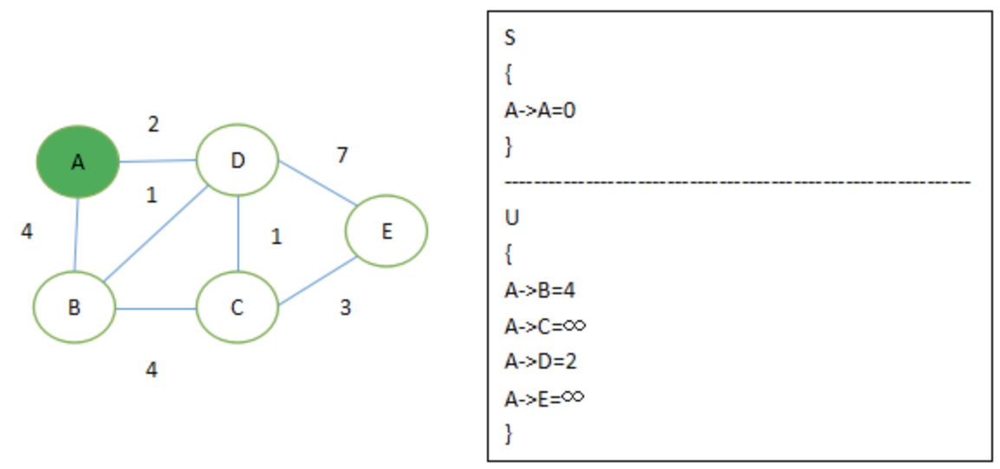 2
A
D
7
1
4
E
1
B
C
3
4
S
{
A->A=0
}
----------------------------------------------------------------
U
{
A->B=4
A->C=∞
A->D=2
A->E=∞
}